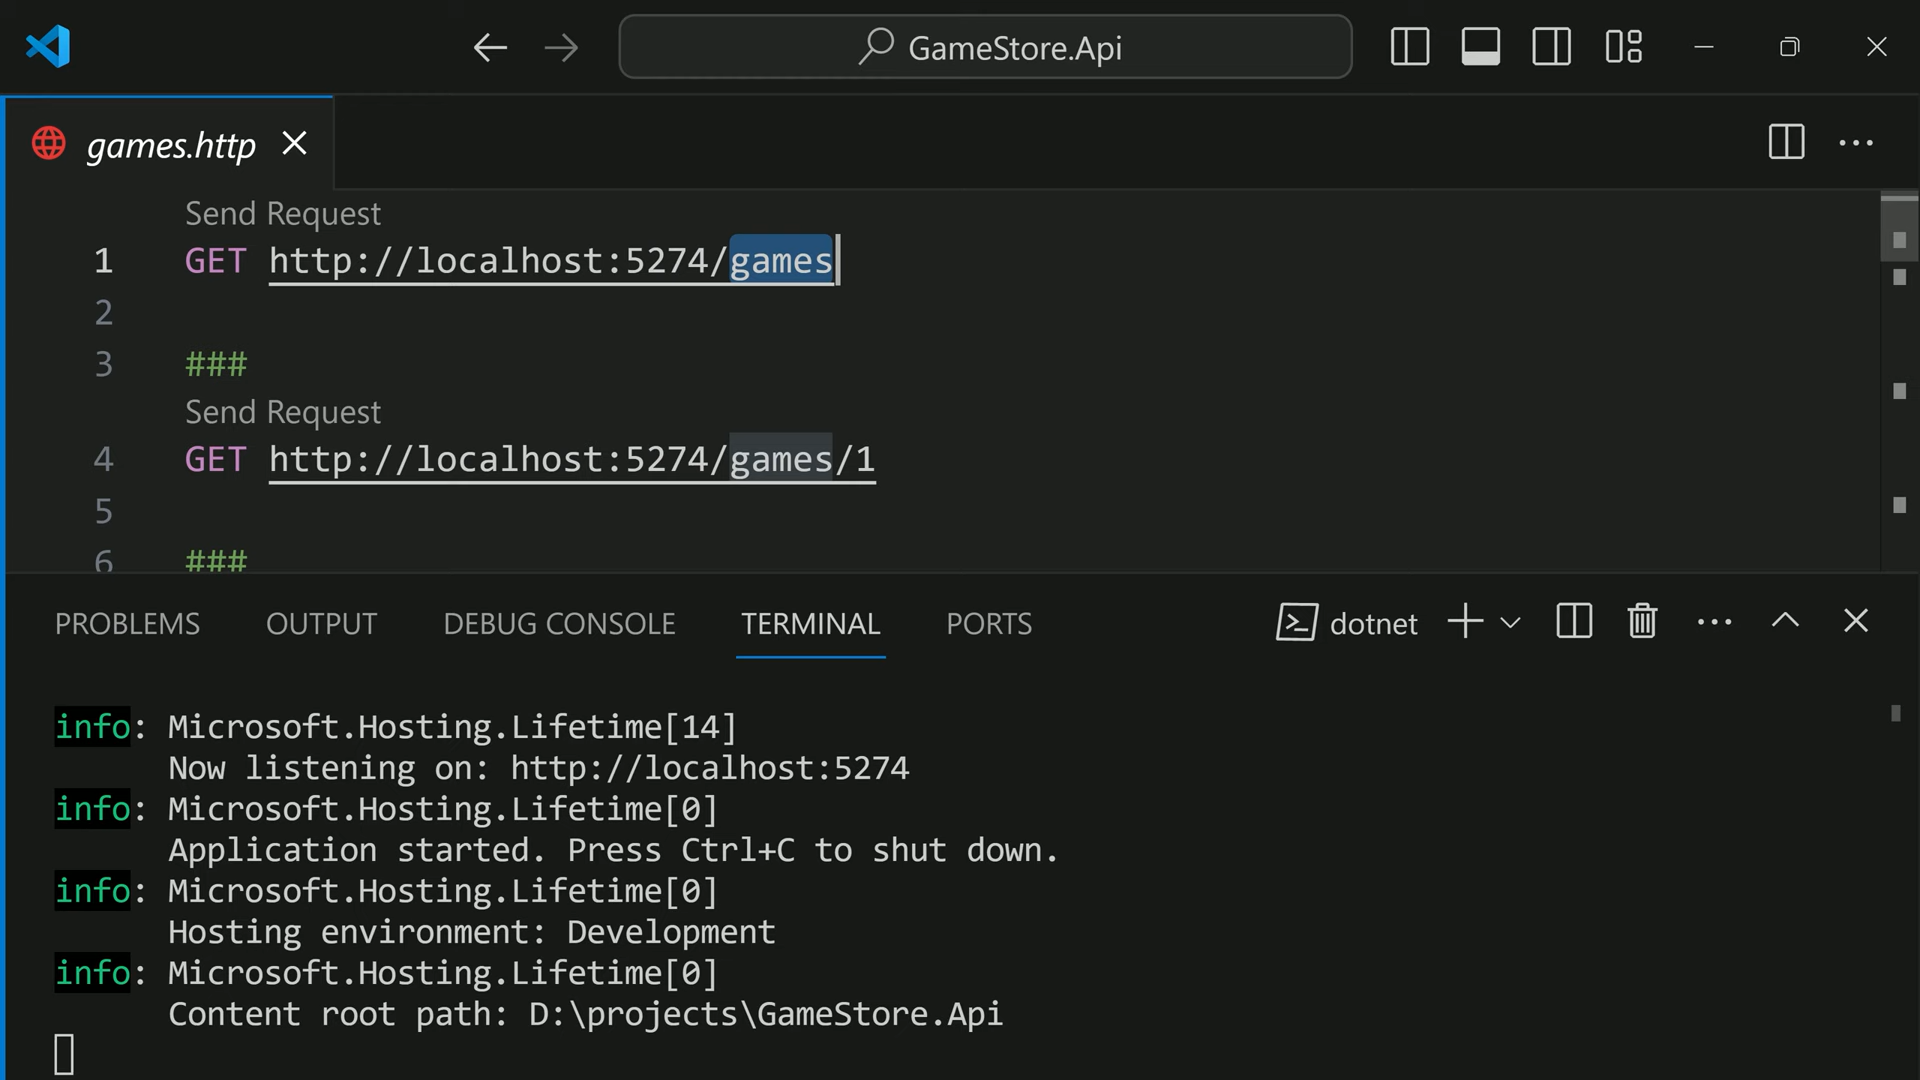 GameStore.Api
games.http
Send Request
1 GET http://localhost:5274/games
2
3 ###
Send Request
4 GET http://localhost:5274/games/1
5
6 ###
PROBLEMS OUTPUT DEBUG CONSOLE TERMINAL PORTS dotnet
info: Microsoft.Hosting.Lifetime[14]
Now listening on: http://localhost:5274
info: Microsoft.Hosting.Lifetime[0]
Application started. Press Ctrl+C to shut down.
info: Microsoft.Hosting.Lifetime[0]
Hosting environment: Development
info: Microsoft.Hosting.Lifetime[0]
Content root path: D:\projects\GameStore.Api